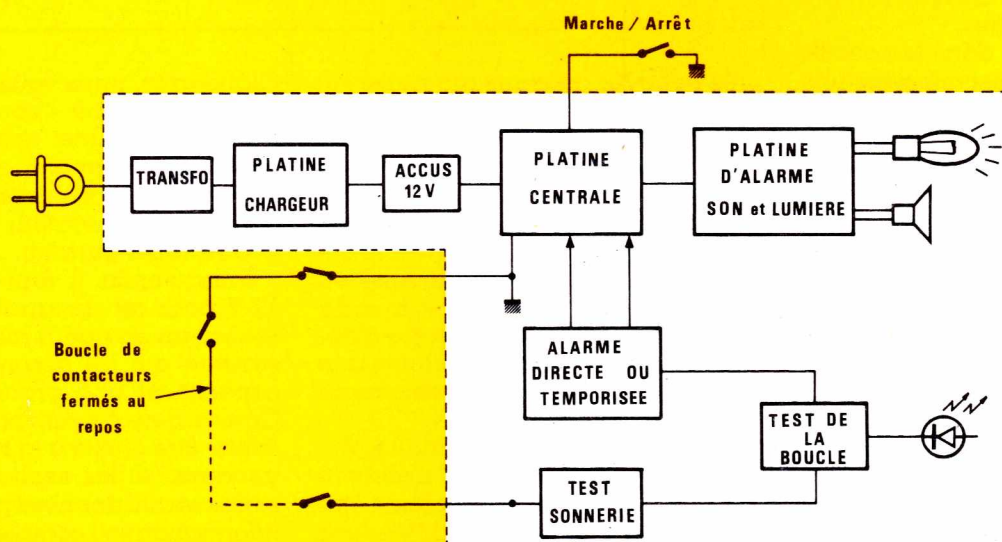 Marche / Arrêt
TRANSFO
PLATINE
CHARGEUR
ACCUS
12 V
PLATINE
CENTRALE
PLATINE
D'ALARME
SON et LUMIERE
Boucle de
contacteurs
fermés au
repos
ALARME
DIRECTE OU
TEMPORISEE
TEST DE
LA
BOUCLE
TEST
SONNERIE